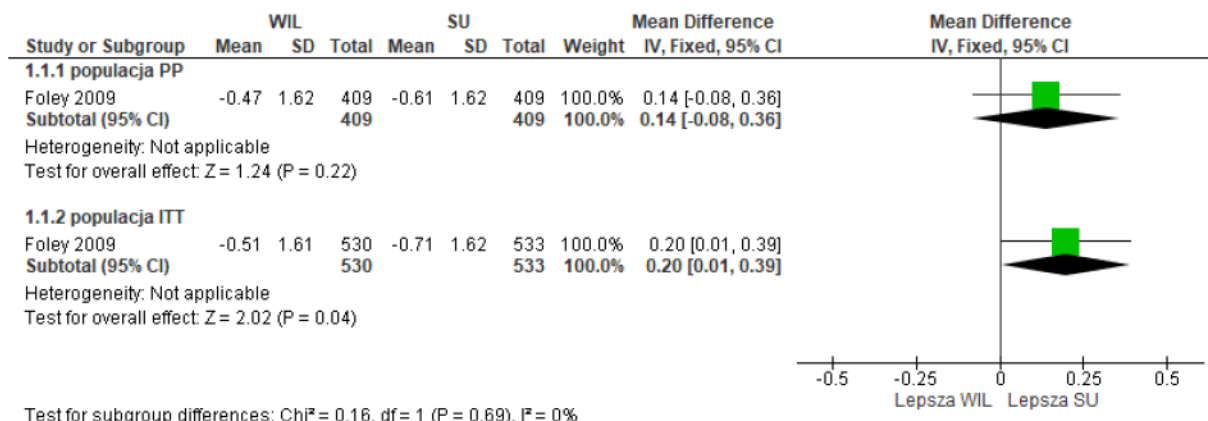 WIL SU Mean Difference Mean Difference
Study or Subgroup Mean SD Total Mean SD Total Weight IV, Fixed, 95% CI IV, Fixed, 95% CI
1.1.1 populacja PP
Foley 2009 -0.47 1.62 409 -0.61 1.62 409 100.0% 0.14 [-0.08, 0.36]
Subtotal (95% CI) 409 409 100.0% 0.14 [-0.08, 0.36]
Heterogeneity: Not applicable
Test for overall effect: Z = 1.24 (P = 0.22)
1.1.2 populacja ITT
Foley 2009 -0.51 1.61 530 -0.71 1.62 533 100.0% 0.20 [0.01, 0.39]
Subtotal (95% CI) 530 533 100.0% 0.20 [0.01, 0.39]
Heterogeneity: Not applicable
Test for overall effect: Z = 2.02 (P = 0.04)
-0.5 -0.25 0 0.25 0.5
Lepsza WIL Lepsza SU
Test for subgroup differences: Chi² = 0.16, df = 1 (P = 0.69), I² = 0%